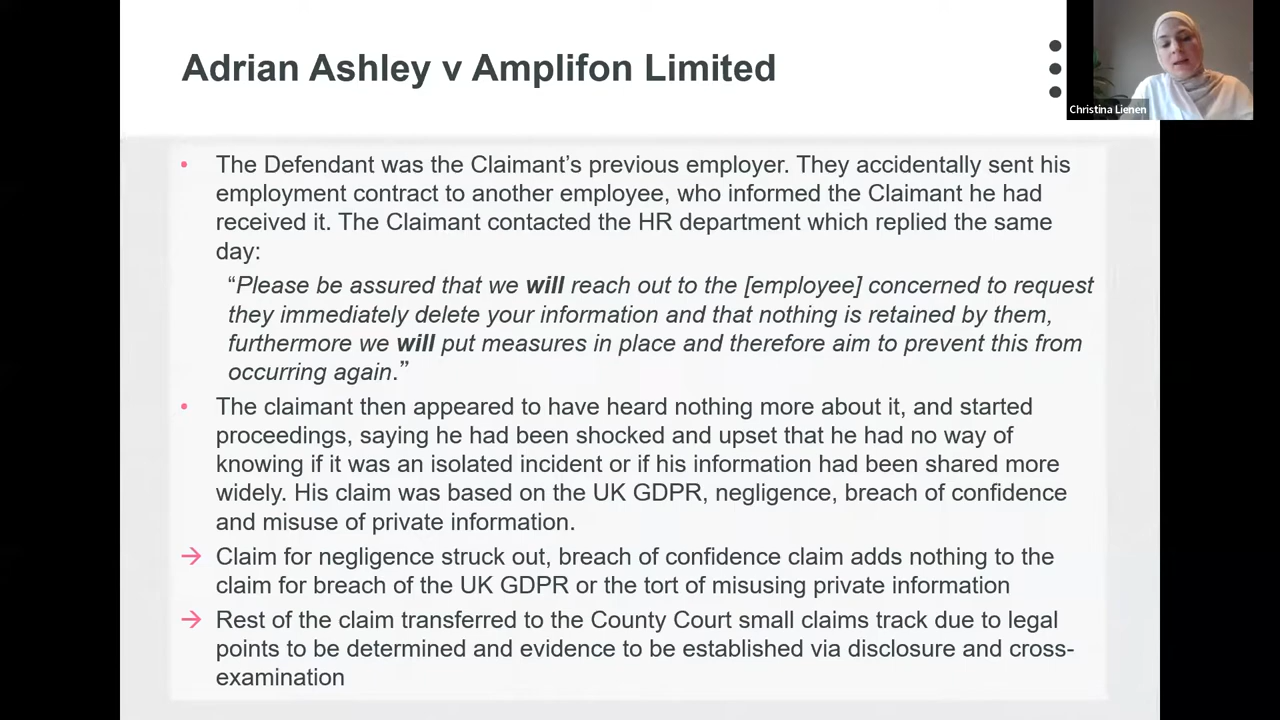 Adrian Ashley v Amplifon Limited
Christina Lienen
• The Defendant was the Claimant’s previous employer. They accidentally sent his
employment contract to another employee, who informed the Claimant he had
received it. The Claimant contacted the HR department which replied the same
day:
“Please be assured that we will reach out to the [employee] concerned to request
they immediately delete your information and that nothing is retained by them,
furthermore we will put measures in place and therefore aim to prevent this from
occurring again.”
• The claimant then appeared to have heard nothing more about it, and started
proceedings, saying he had been shocked and upset that he had no way of
knowing if it was an isolated incident or if his information had been shared more
widely. His claim was based on the UK GDPR, negligence, breach of confidence
and misuse of private information.
→ Claim for negligence struck out, breach of confidence claim adds nothing to the
claim for breach of the UK GDPR or the tort of misusing private information
→ Rest of the claim transferred to the County Court small claims track due to legal
points to be determined and evidence to be established via disclosure and cross-
examination